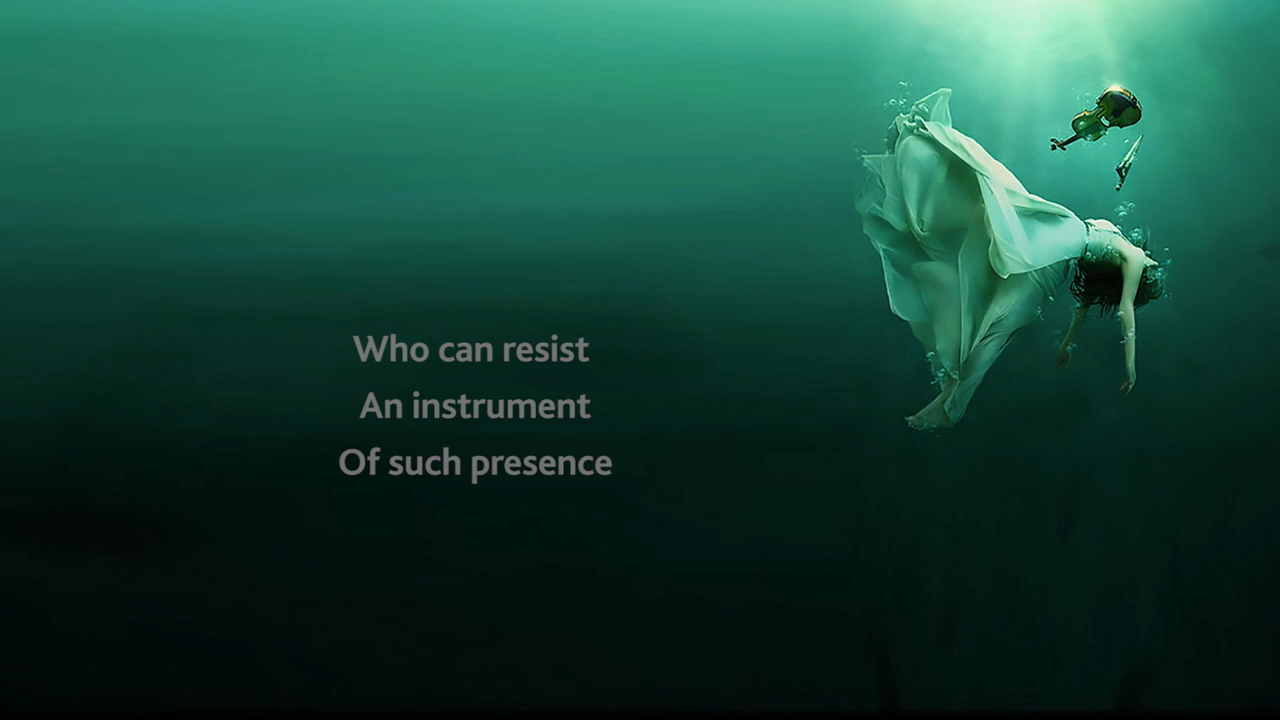 Who can resist
An instrument
Of such presence